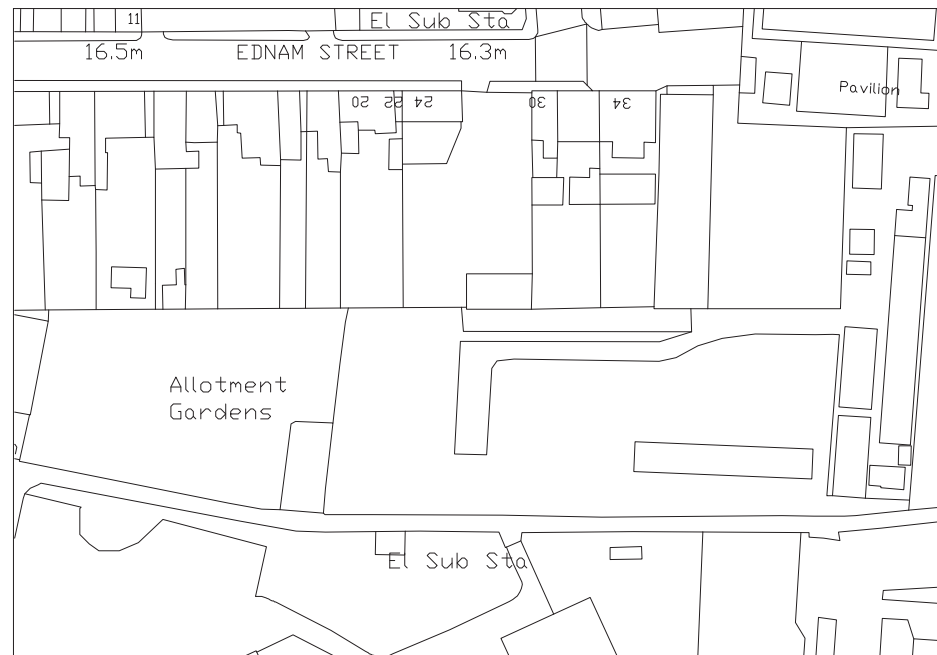 11
El Sub Sta
16.5m
EDNAM STREET
16.3m
Pavilion
20
22
24
30
34
Allotment
Gardens
El Sub Sta